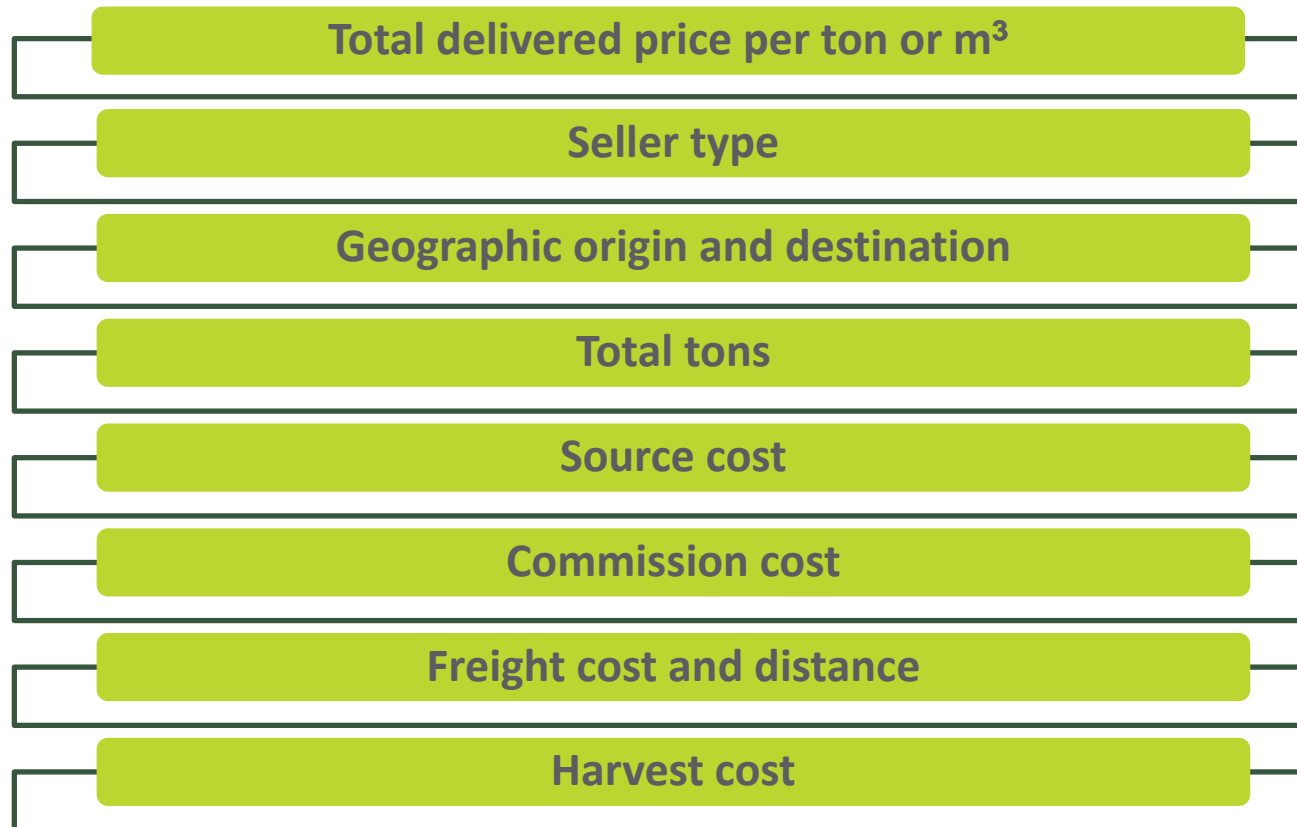 Total delivered price per ton or m³
Seller type
Geographic origin and destination
Total tons
Source cost
Commission cost
Freight cost and distance
Harvest cost